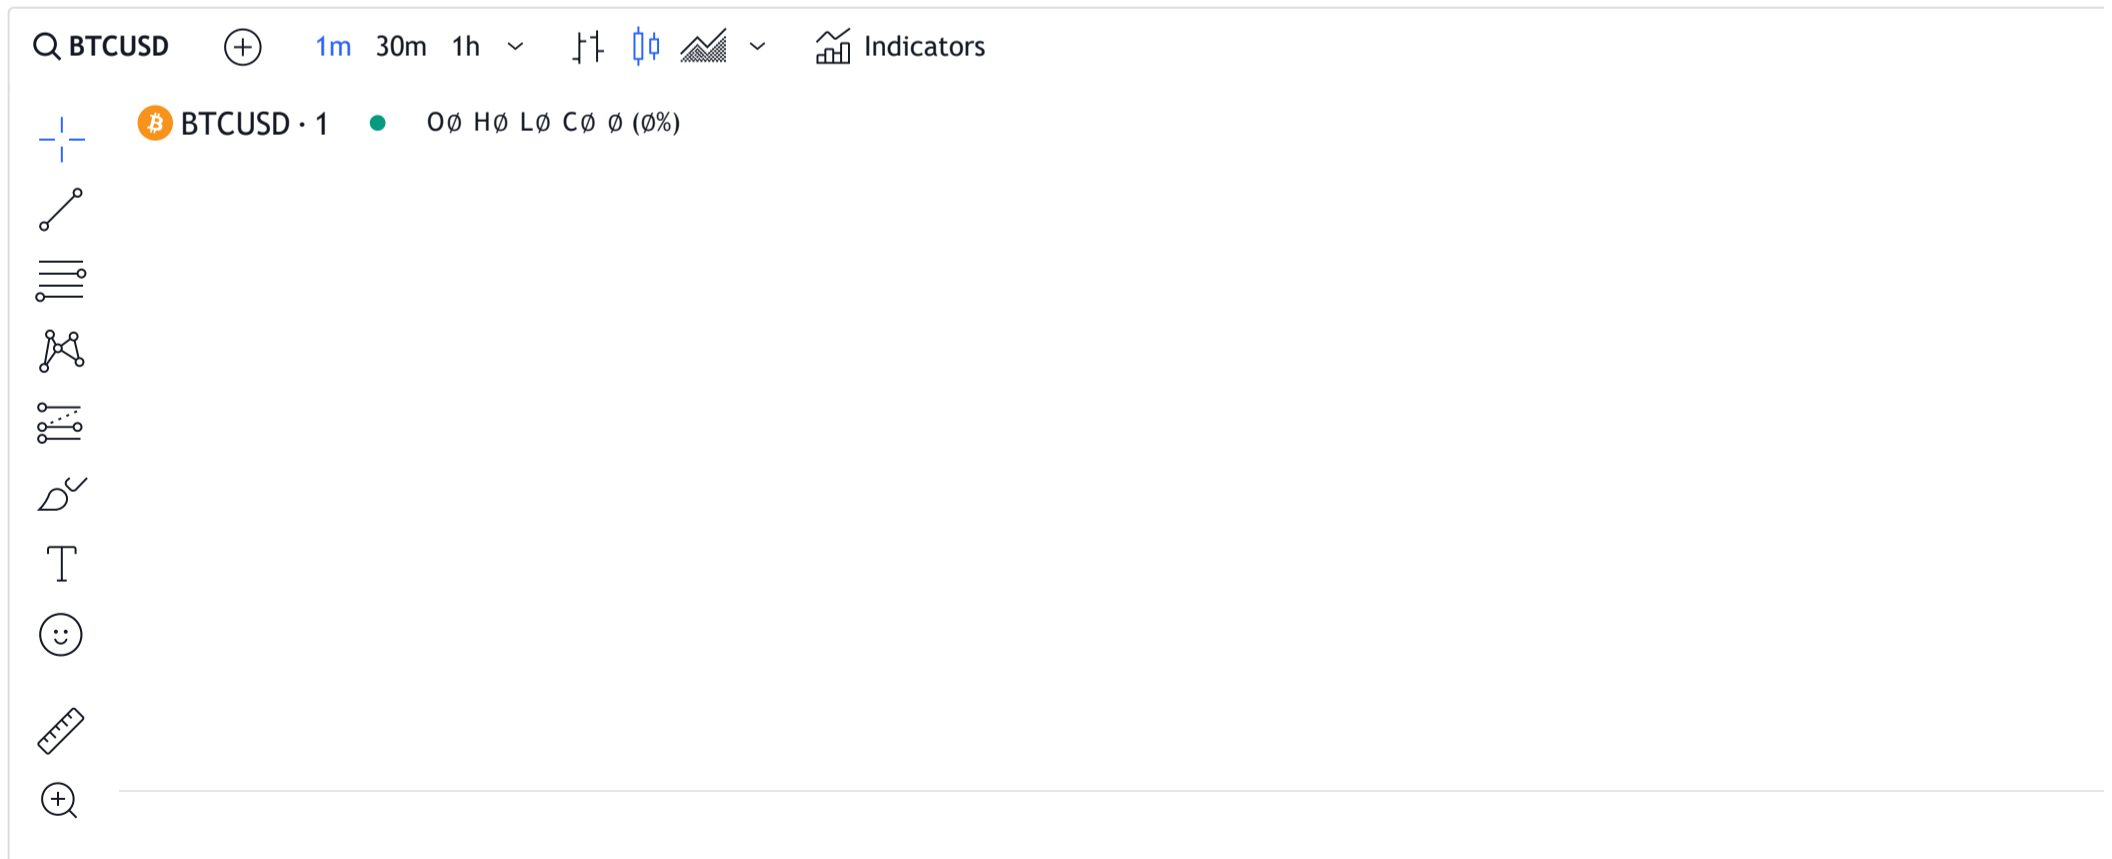 BTCUSD 1m 30m 1h Indicators
BTCUSD · 1 OØ HØ LØ CØ Ø (Ø%)